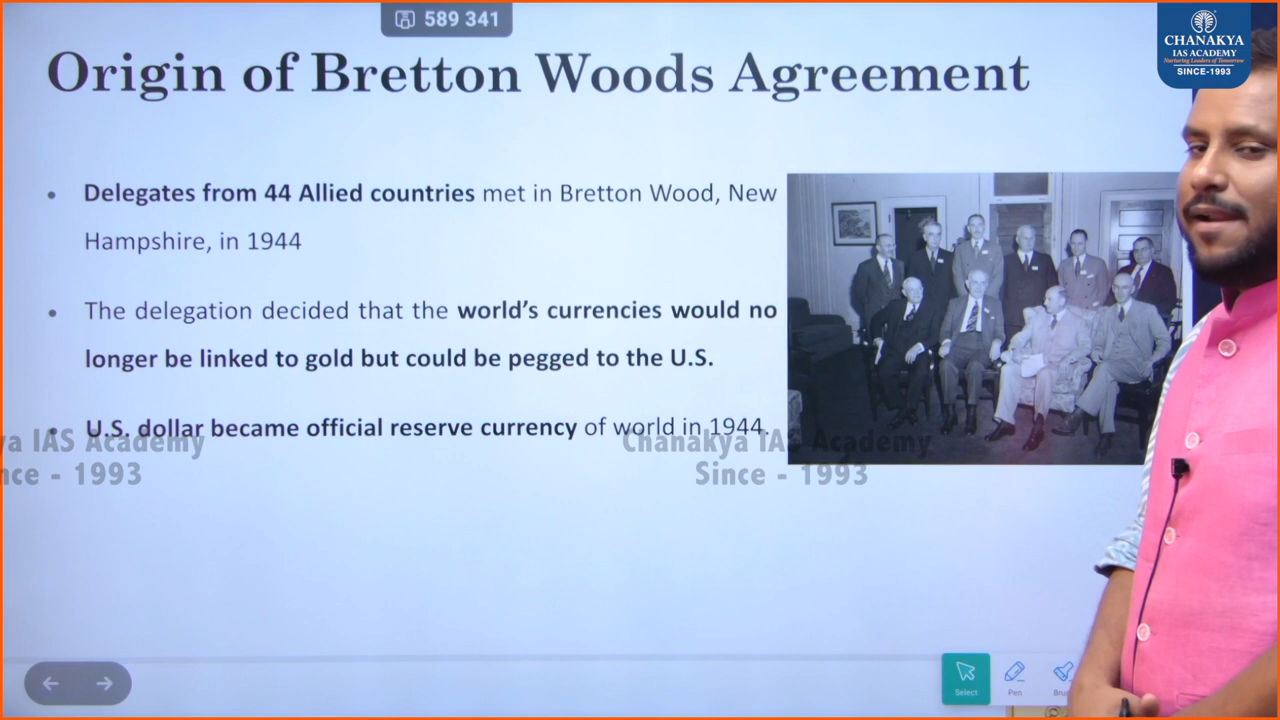 589 341
CHANAKYA
IAS ACADEMY
Nurturing Leaders of Tomorrow
SINCE-1993
Origin of Bretton Woods Agreement
• Delegates from 44 Allied countries met in Bretton Wood, New
Hampshire, in 1944
• The delegation decided that the world’s currencies would no
longer be linked to gold but could be pegged to the U.S.
• U.S. dollar became official reserve currency of world in 1944.
ya IAS Academy
nce - 1993
Chanakya IAS Academy
Since - 1993
Select
Pen